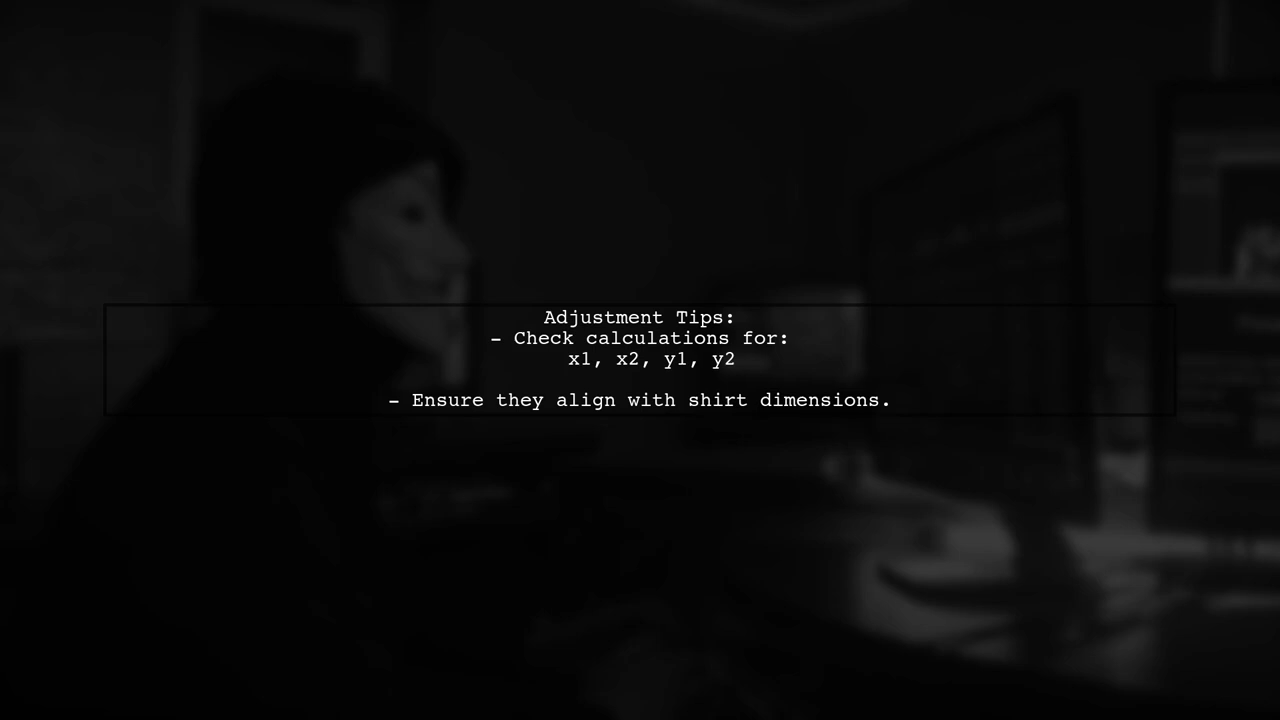 Adjustment Tips:
- Check calculations for:
x1, x2, y1, y2
- Ensure they align with shirt dimensions.